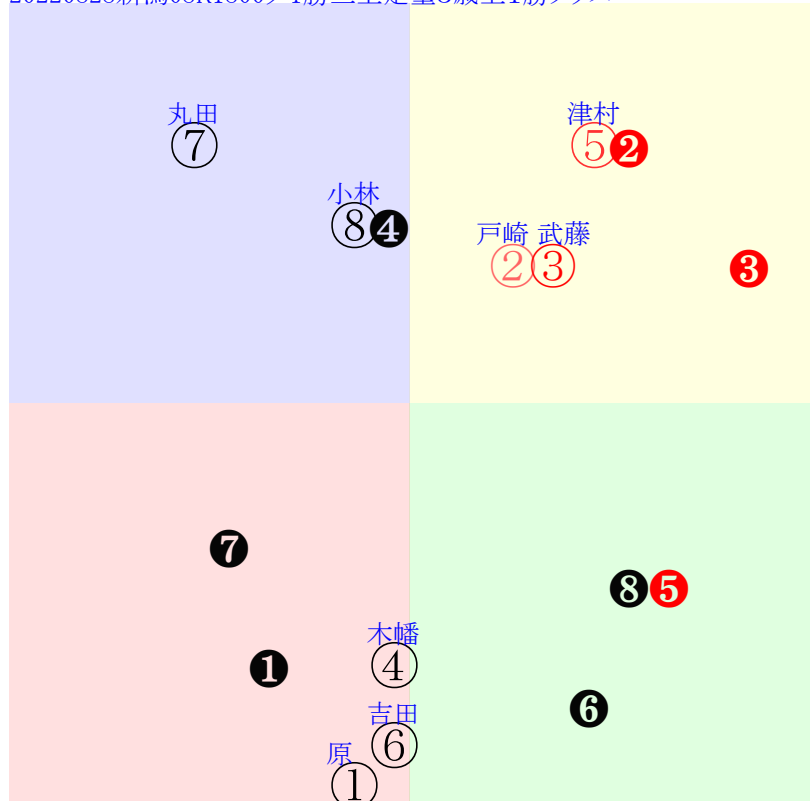 丸田
⑦
津村
⑤❷
小林
⑧❹
戸崎 武藤
②③
❸
❼
❽❺
木幡
④
❶
吉田
⑥
❻
原
①